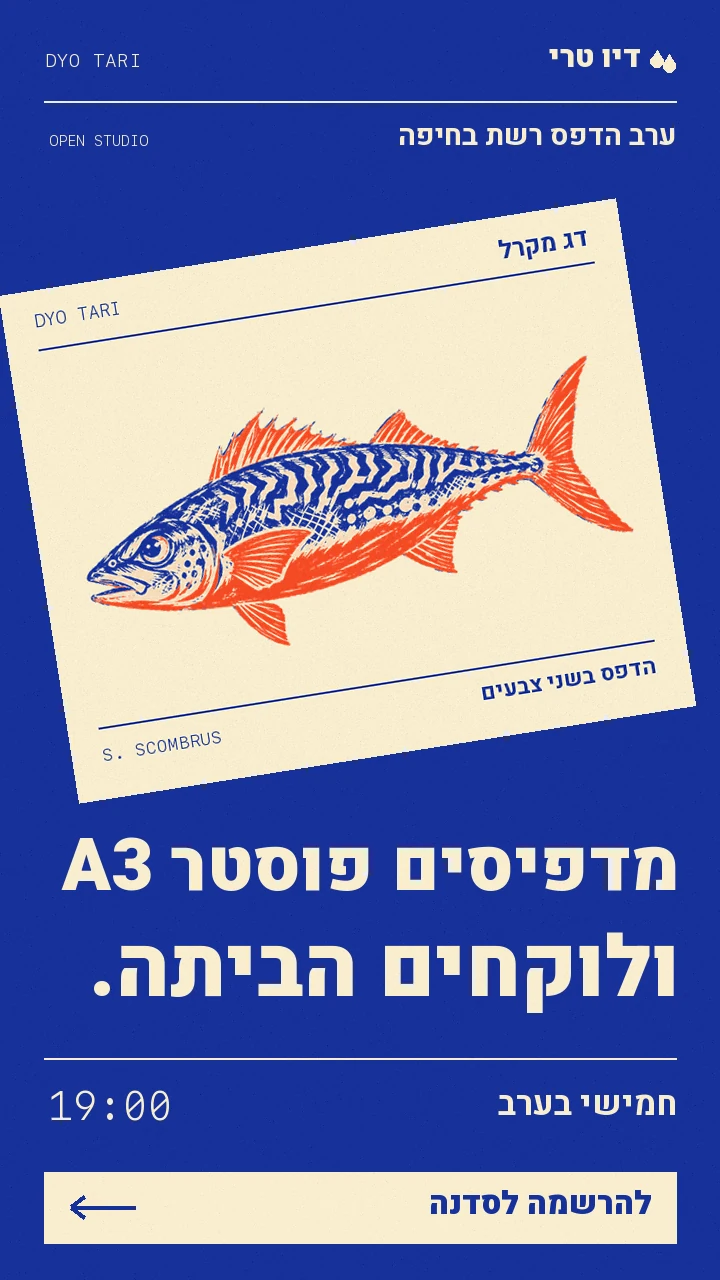 דיו טרי
DYO TARI
ערב הדפס רשת בחיפה
OPEN STUDIO
דג מקרל
DYO TARI
הדפס בשני צבעים
S. SCOMBRUS
מדפיסים פוסטר A3
ולוקחים הביתה.
חמישי בערב
19:00
להרשמה לסדנה